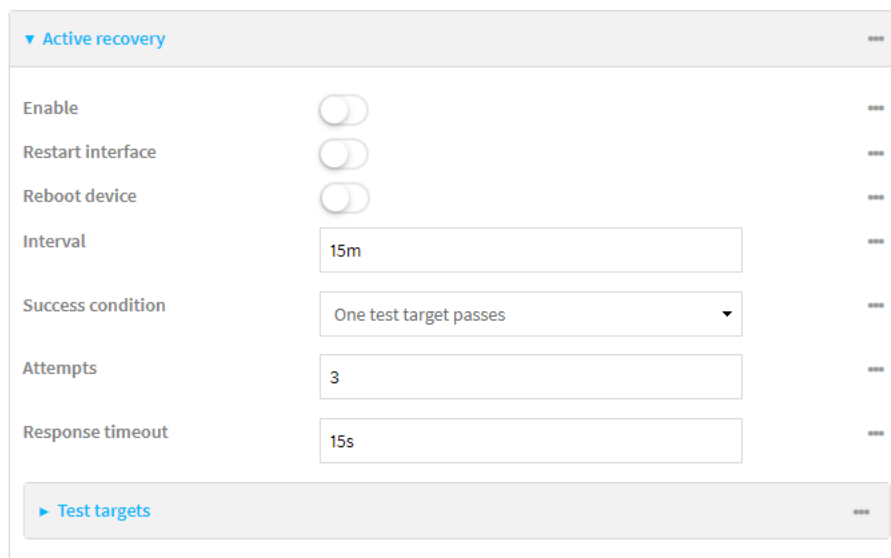 Active recovery
Enable
Restart interface
Reboot device
Interval
15m
Success condition
One test target passes
Attempts
3
Response timeout
15s
Test targets